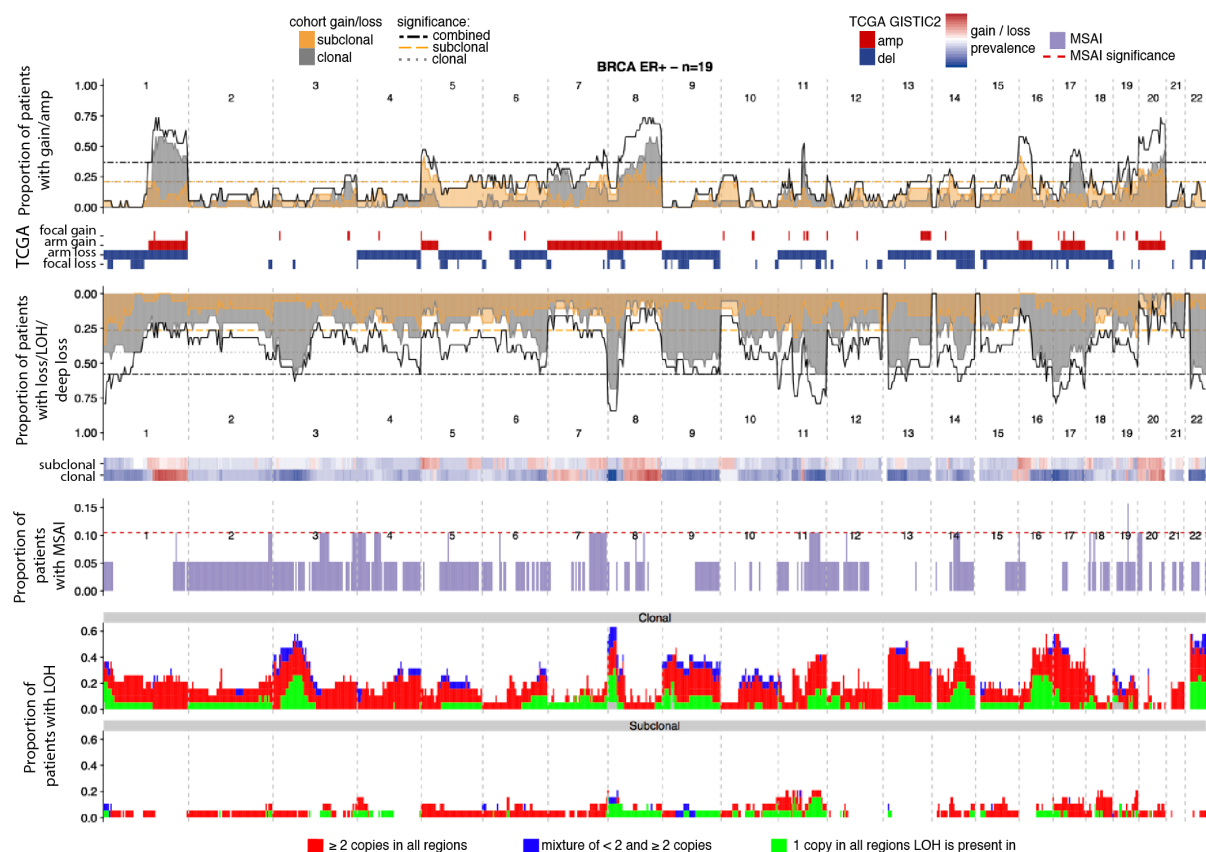 cohort gain/loss
subclonal
clonal
significance:
combined
subclonal
clonal
TCGA GISTIC2
amp
del
gain / loss
prevalence
MSAI
MSAI significance
BRCA ER+ – n=19
Proportion of patients
with gain/amp
1.00
0.75
0.50
0.25
0.00
1 2 3 4 5 6 7 8 9 10 11 12 13 14 15 16 17 18 19 20 21 22
TCGA
focal gain
arm gain
arm loss
focal loss
Proportion of patients
with loss/LOH/
deep loss
0.00
0.25
0.50
0.75
1.00
1 2 3 4 5 6 7 8 9 10 11 12 13 14 15 16 17 18 19 20 21 22
subclonal
clonal
Proportion of
patients
with MSAI
0.15
0.10
0.05
0.00
1 2 3 4 5 6 7 8 9 10 11 12 13 14 15 16 17 18 19 20 21 22
Proportion of
patients with LOH
Clonal
0.6
0.4
0.2
0.0
Subclonal
0.6
0.4
0.2
0.0
≥ 2 copies in all regions
mixture of < 2 and ≥ 2 copies
1 copy in all regions LOH is present in